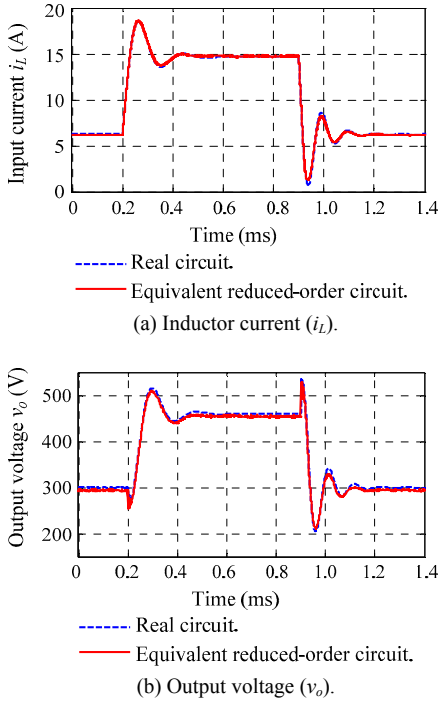 20
15
10
5
0
Input current iL (A)
0 0.2 0.4 0.6 0.8 1.0 1.2 1.4
Time (ms)
Real circuit.
Equivalent reduced-order circuit.
(a) Inductor current (iL).
500
400
300
200
Output voltage vo (V)
0 0.2 0.4 0.6 0.8 1.0 1.2 1.4
Time (ms)
Real circuit.
Equivalent reduced-order circuit.
(b) Output voltage (vo).